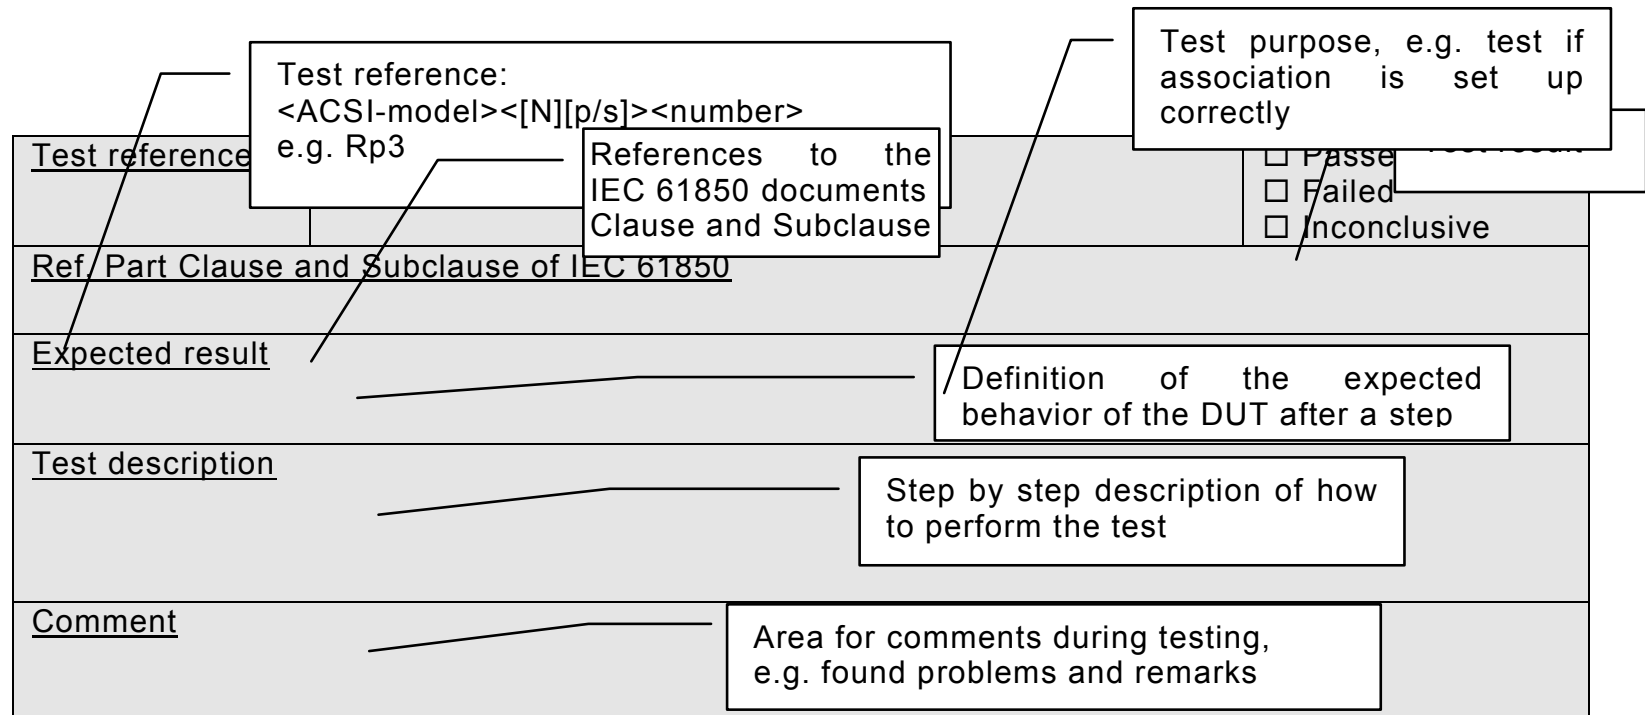 Test purpose, e.g. test if
association is set up
correctly
Test reference:
<ACSI-model><[N][p/s]><number>
e.g. Rp3
References to the
IEC 61850 documents
Clause and Subclause
Test reference
☐ Passe
☐ Failed
☐ Inconclusive
Ref. Part Clause and Subclause of IEC 61850
Expected result
Definition of the expected
behavior of the DUT after a step
Test description
Step by step description of how
to perform the test
Comment
Area for comments during testing,
e.g. found problems and remarks